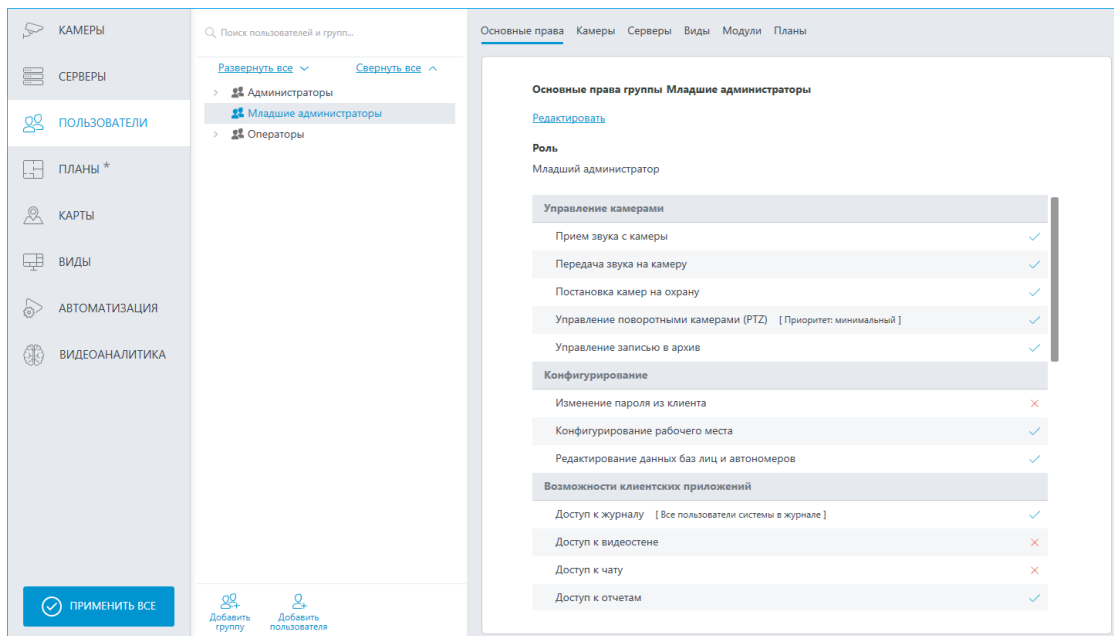 КАМЕРЫ
СЕРВЕРЫ
ПОЛЬЗОВАТЕЛИ
ПЛАНЫ *
КАРТЫ
ВИДЫ
АВТОМАТИЗАЦИЯ
ВИДЕОАНАЛИТИКА
ПРИМЕНИТЬ ВСЕ
Поиск пользователей и групп...
Развернуть все Свернуть все
Администраторы
Младшие администраторы
Операторы
Добавить группу
Добавить пользователя
Основные права Камеры Серверы Виды Модули Планы
Основные права группы Младшие администраторы
Редактировать
Роль
Младший администратор
Управление камерами
Прием звука с камеры
Передача звука на камеру
Постановка камер на охрану
Управление поворотными камерами (PTZ) [ Приоритет: минимальный ]
Управление записью в архив
Конфигурирование
Изменение пароля из клиента
Конфигурирование рабочего места
Редактирование данных баз лиц и автономеров
Возможности клиентских приложений
Доступ к журналу [ Все пользователи системы в журнале ]
Доступ к видеостене
Доступ к чату
Доступ к отчетам